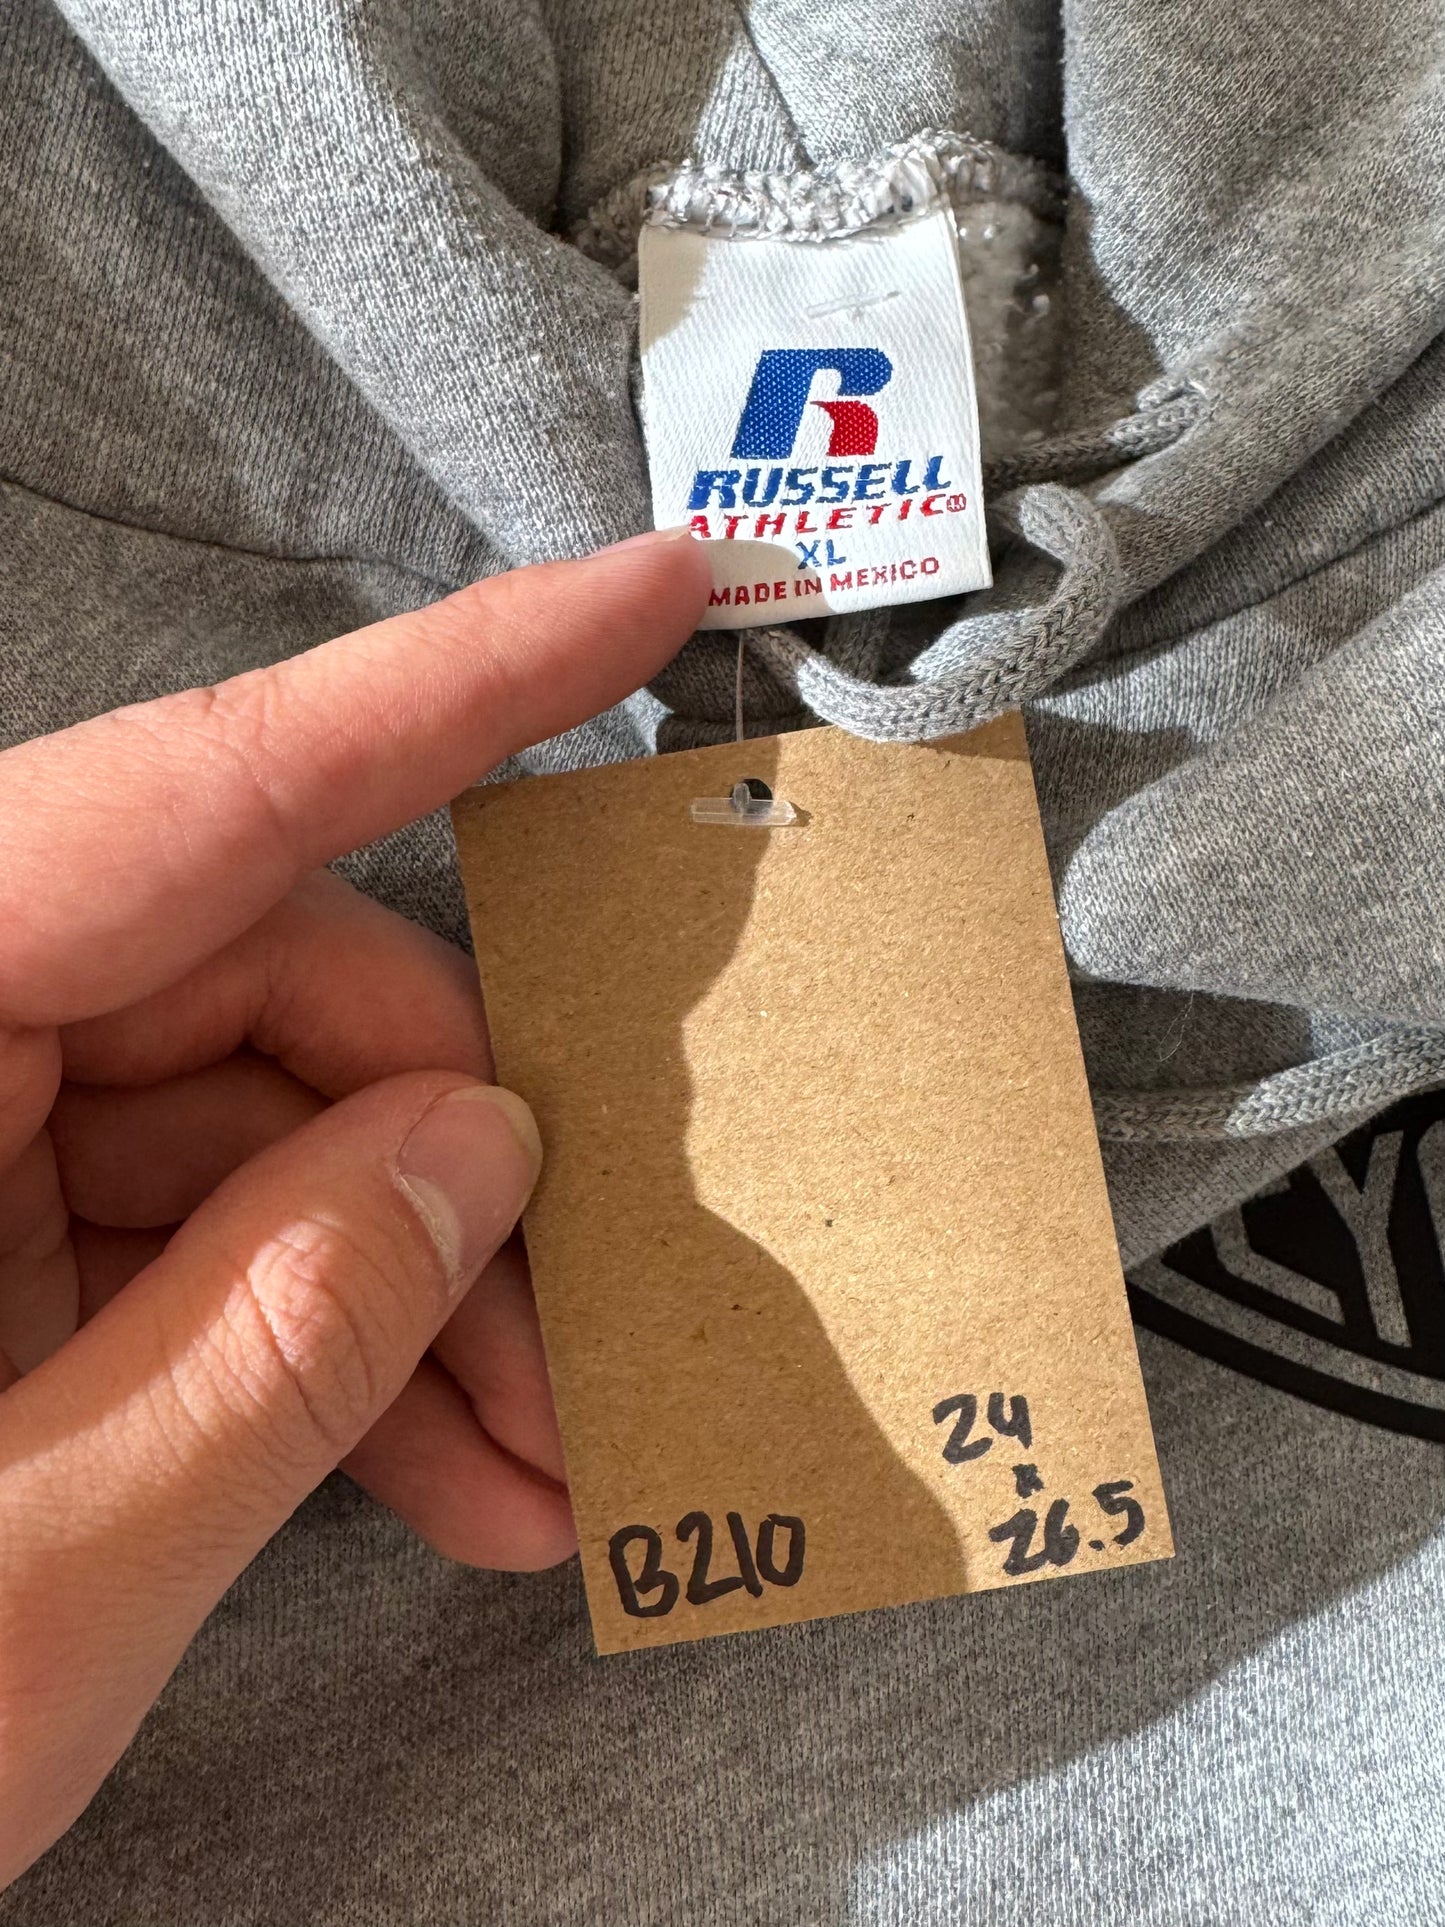 RUSSELL
ATHLETIC
XL
MADE IN MEXICO
24
x
26.5
B210